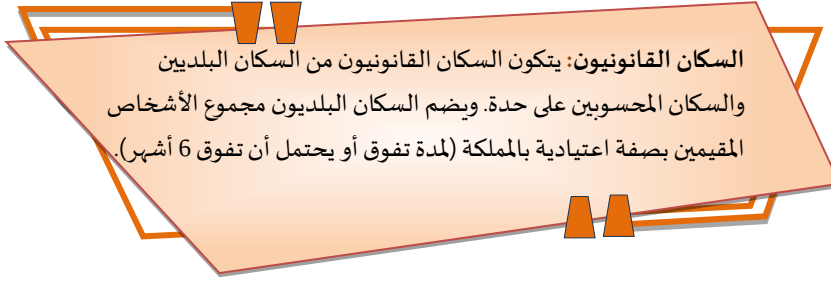 السكان القانونيون: يتكون السكان القانونيون من السكان البلديين
والسكان المحسوبين على حدة. ويضم السكان البلديون مجموع الأشخاص
المقيمين بصفة اعتيادية بالمملكة (لمدة تفوق أو يحتمل أن تفوق 6 أشهر).